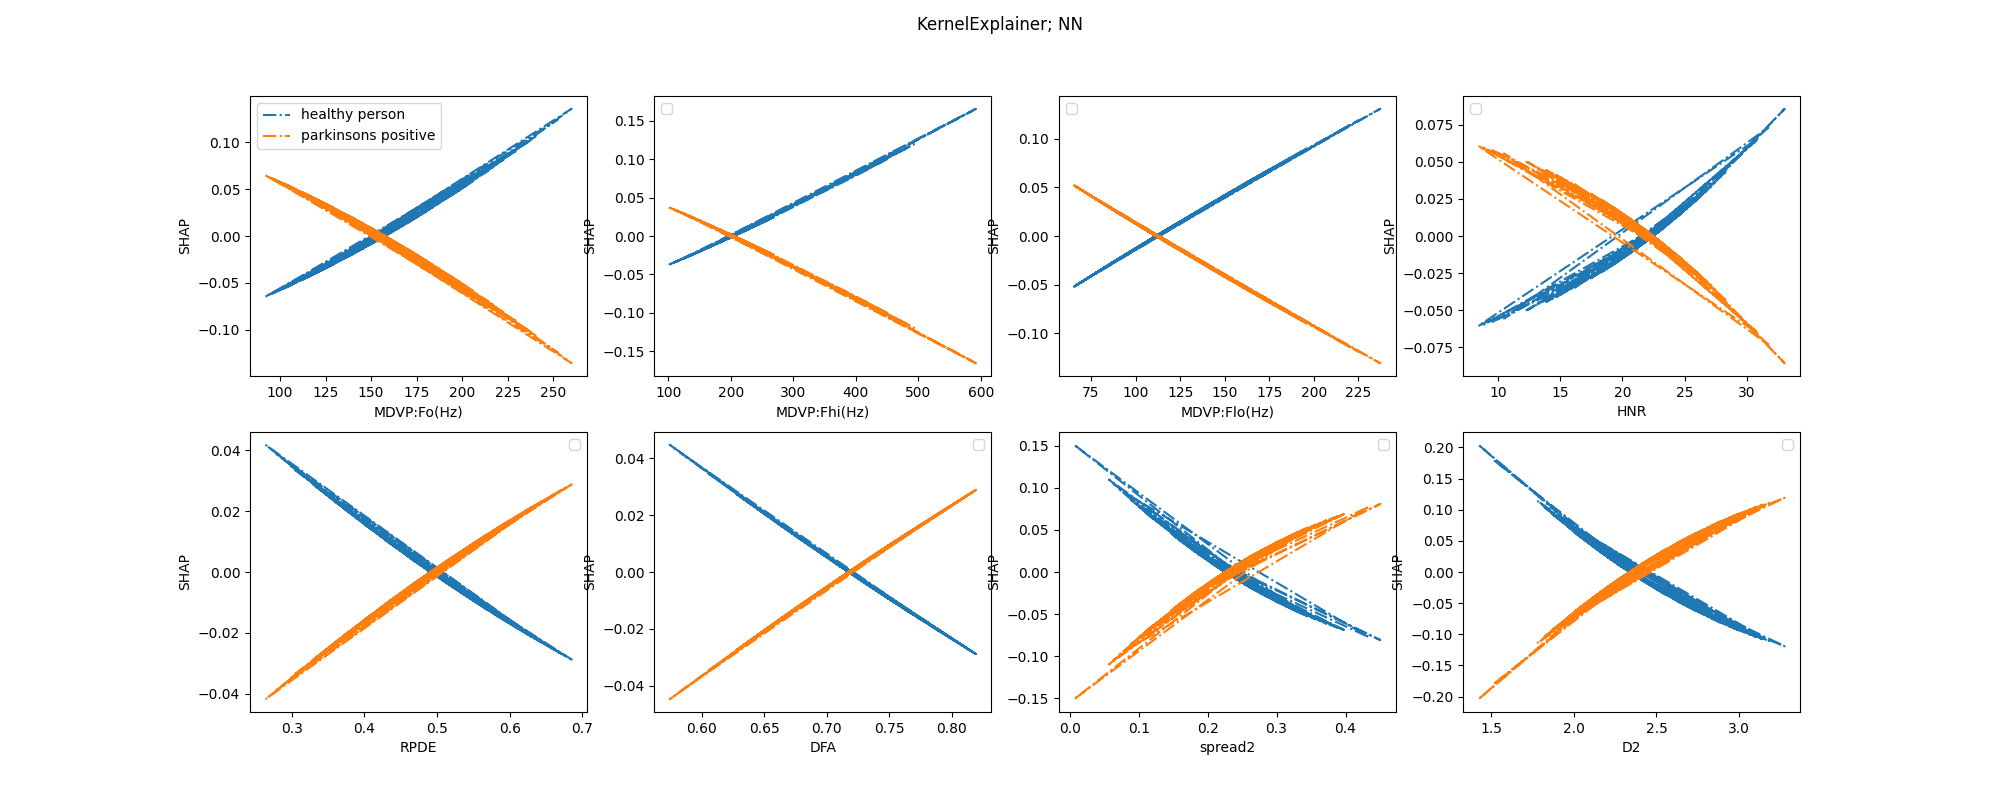 KernelExplainer; NN
healthy person
parkinsons positive
0.10
0.05
0.00
−0.05
−0.10
SHAP
100 125 150 175 200 225 250
MDVP:Fo(Hz)
0.15
0.10
0.05
0.00
−0.05
−0.10
−0.15
SHAP
100 200 300 400 500 600
MDVP:Fhi(Hz)
0.10
0.05
0.00
−0.05
−0.10
SHAP
75 100 125 150 175 200 225
MDVP:Flo(Hz)
0.075
0.050
0.025
0.000
−0.025
−0.050
−0.075
SHAP
10 15 20 25 30
HNR
0.04
0.02
0.00
−0.02
−0.04
SHAP
0.3 0.4 0.5 0.6 0.7
RPDE
0.04
0.02
0.00
−0.02
−0.04
SHAP
0.60 0.65 0.70 0.75 0.80
DFA
0.15
0.10
0.05
0.00
−0.05
−0.10
−0.15
SHAP
0.0 0.1 0.2 0.3 0.4
spread2
0.20
0.15
0.10
0.05
0.00
−0.05
−0.10
−0.15
−0.20
SHAP
1.5 2.0 2.5 3.0
D2